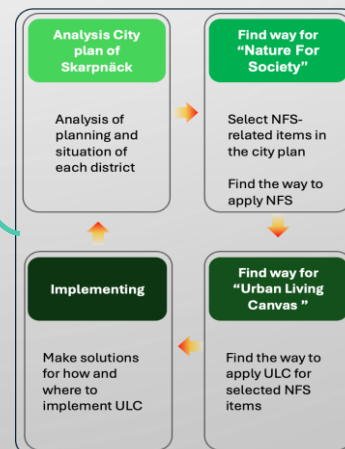 Analysis City
plan of
Skarpnäck
Analysis of
planning and
situation of
each district
Find way for
“Nature For
Society”
Select NFS-
related items in
the city plan
Find the way to
apply NFS
Find way for
“Urban Living
Canvas ”
Find the way to
apply ULC for
selected NFS
items
Implementing
Make solutions
for how and
where to
implement ULC